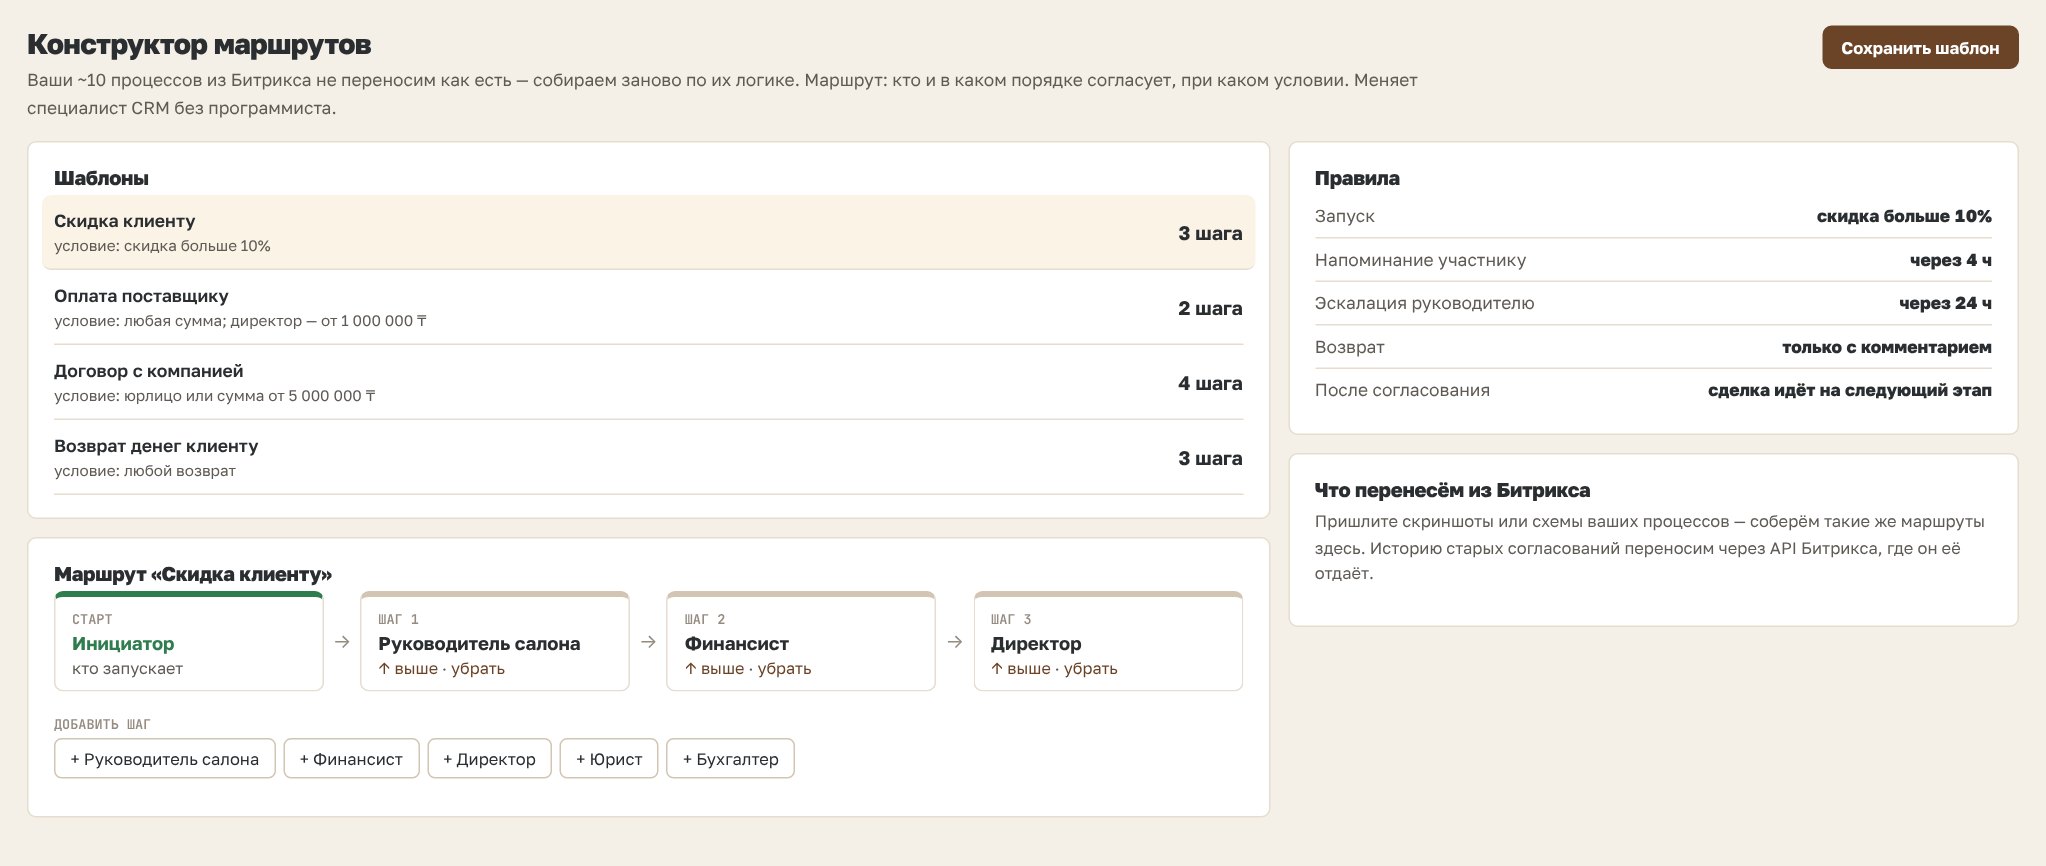 Конструктор маршрутов
Сохранить шаблон
Ваши ~10 процессов из Битрикса не переносим как есть — собираем заново по их логике. Маршрут: кто и в каком порядке согласует, при каком условии. Меняет
специалист CRM без программиста.
Шаблоны
Скидка клиенту
условие: скидка больше 10%
3 шага
Оплата поставщику
условие: любая сумма; директор — от 1 000 000 ₸
2 шага
Договор с компанией
условие: юрлицо или сумма от 5 000 000 ₸
4 шага
Возврат денег клиенту
условие: любой возврат
3 шага
Маршрут «Скидка клиенту»
СТАРТ
Инициатор
кто запускает
→
ШАГ 1
Руководитель салона
↑ выше · убрать
→
ШАГ 2
Финансист
↑ выше · убрать
→
ШАГ 3
Директор
↑ выше · убрать
ДОБАВИТЬ ШАГ
+ Руководитель салона
+ Финансист
+ Директор
+ Юрист
+ Бухгалтер
Правила
Запуск скидка больше 10%
Напоминание участнику через 4 ч
Эскалация руководителю через 24 ч
Возврат только с комментарием
После согласования сделка идёт на следующий этап
Что перенесём из Битрикса
Пришлите скриншоты или схемы ваших процессов — соберём такие же маршруты
здесь. Историю старых согласований переносим через API Битрикса, где он её
отдаёт.